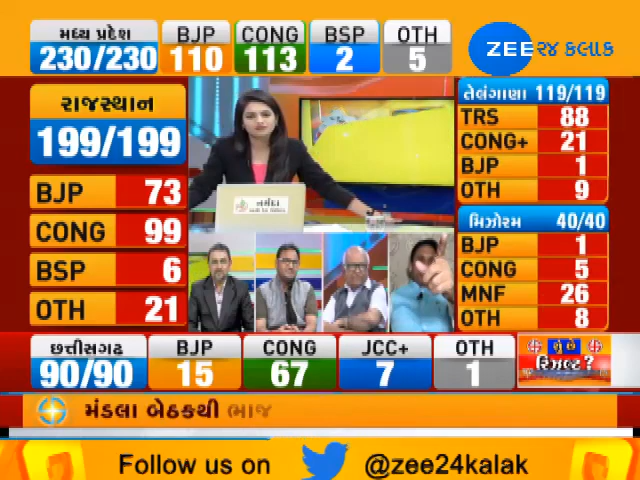 મધ્ય પ્રદેશ BJP CONG BSP OTH
230/230 110 113 2 5
ZEE ૨૪ કલાક
રાજસ્થાન
199/199
BJP 73
CONG 99
BSP 6
OTH 21
નર્મદા
તેલંગાણા 119/119
TRS 88
CONG+ 21
BJP 1
OTH 9
મિઝોરમ 40/40
BJP 1
CONG 5
MNF 26
OTH 8
છત્તીસગઢ BJP CONG JCC+ OTH
90/90 15 67 7 1
રિઝલ્ટ?
મંડલા બેઠકથી ભાજ
Follow us on @zee24kalak